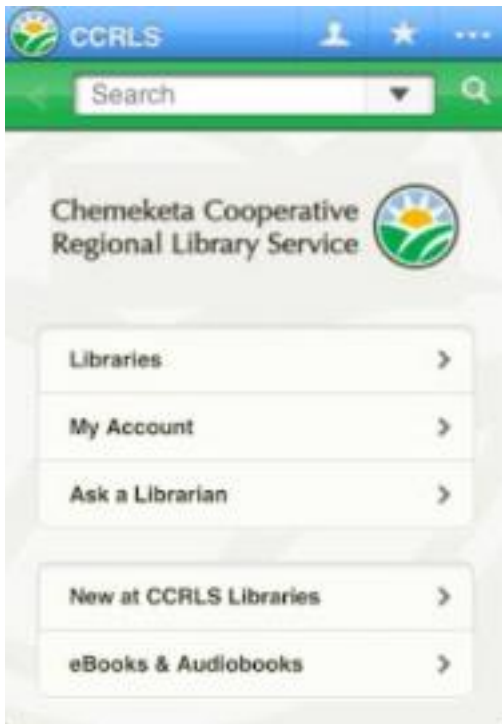 CCRLS
Search
Chemeketa Cooperative
Regional Library Service
Libraries
My Account
Ask a Librarian
New at CCRLS Libraries
eBooks & Audiobooks